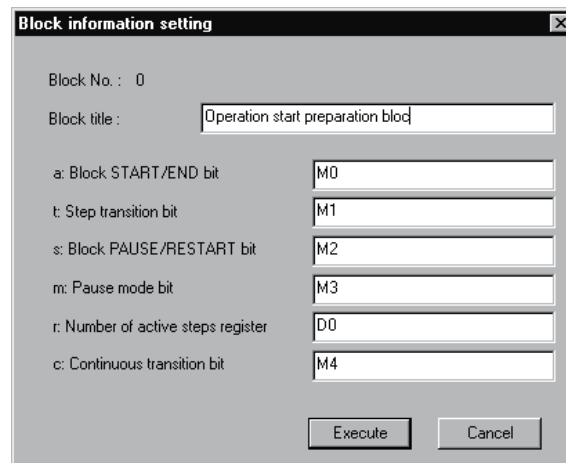 Block information setting
Block No. : 0
Block title : Operation start preparation bloc
a: Block START/END bit M0
t: Step transition bit M1
s: Block PAUSE/RESTART bit M2
m: Pause mode bit M3
r: Number of active steps register D0
c: Continuous transition bit M4
Execute Cancel